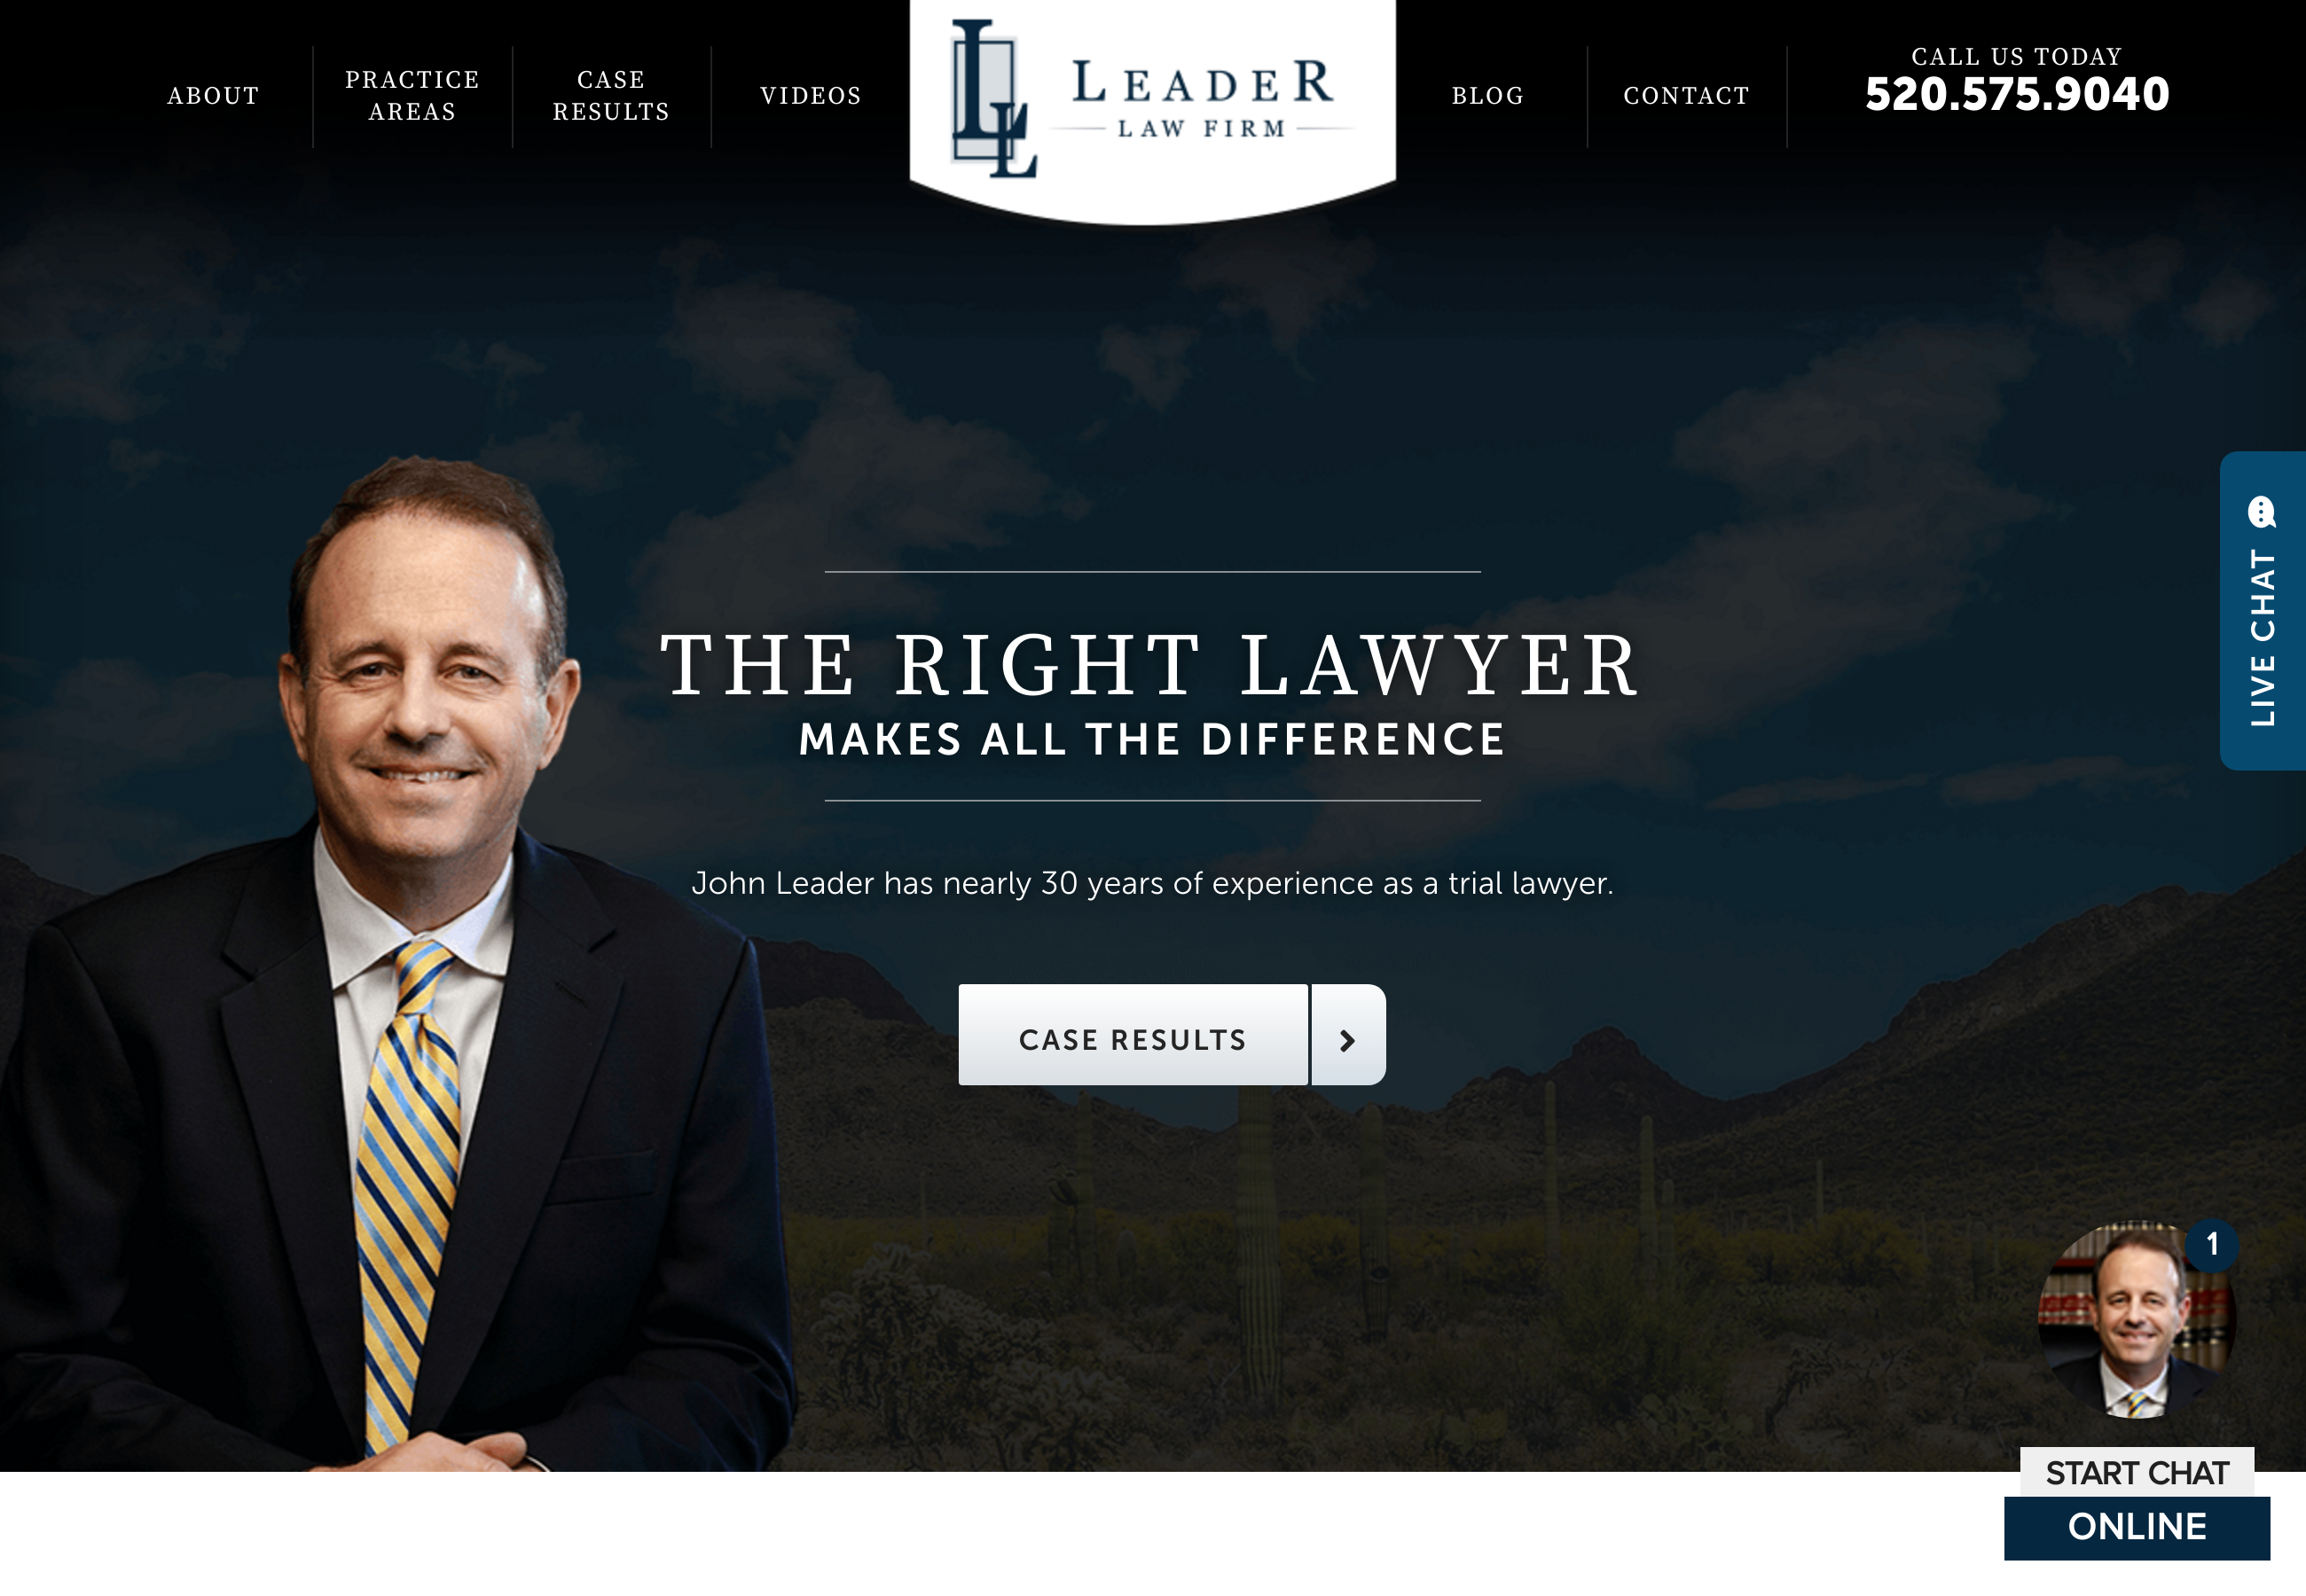 ABOUT
PRACTICE
AREAS
CASE
RESULTS
VIDEOS
LL
LEADER
LAW FIRM
BLOG
CONTACT
CALL US TODAY
520.575.9040
LIVE CHAT
THE RIGHT LAWYER
MAKES ALL THE DIFFERENCE
John Leader has nearly 30 years of experience as a trial lawyer.
CASE RESULTS
1
START CHAT
ONLINE